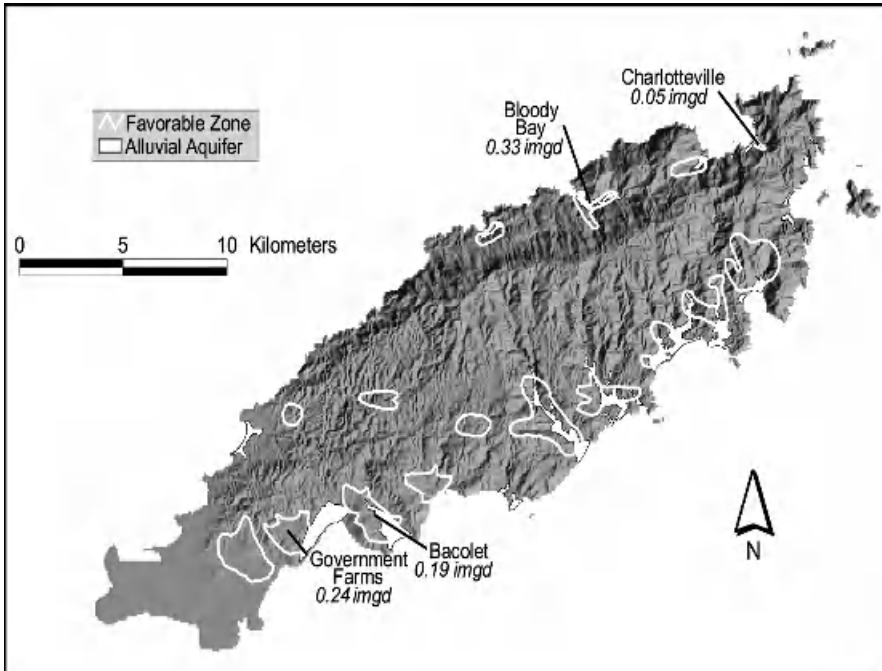 Charlotteville
0.05 imgd
Bloody
Bay
0.33 imgd
Favorable Zone
Alluvial Aquifer
0 5 10 Kilometers
N
Bacolet
0.19 imgd
Government
Farms
0.24 imgd